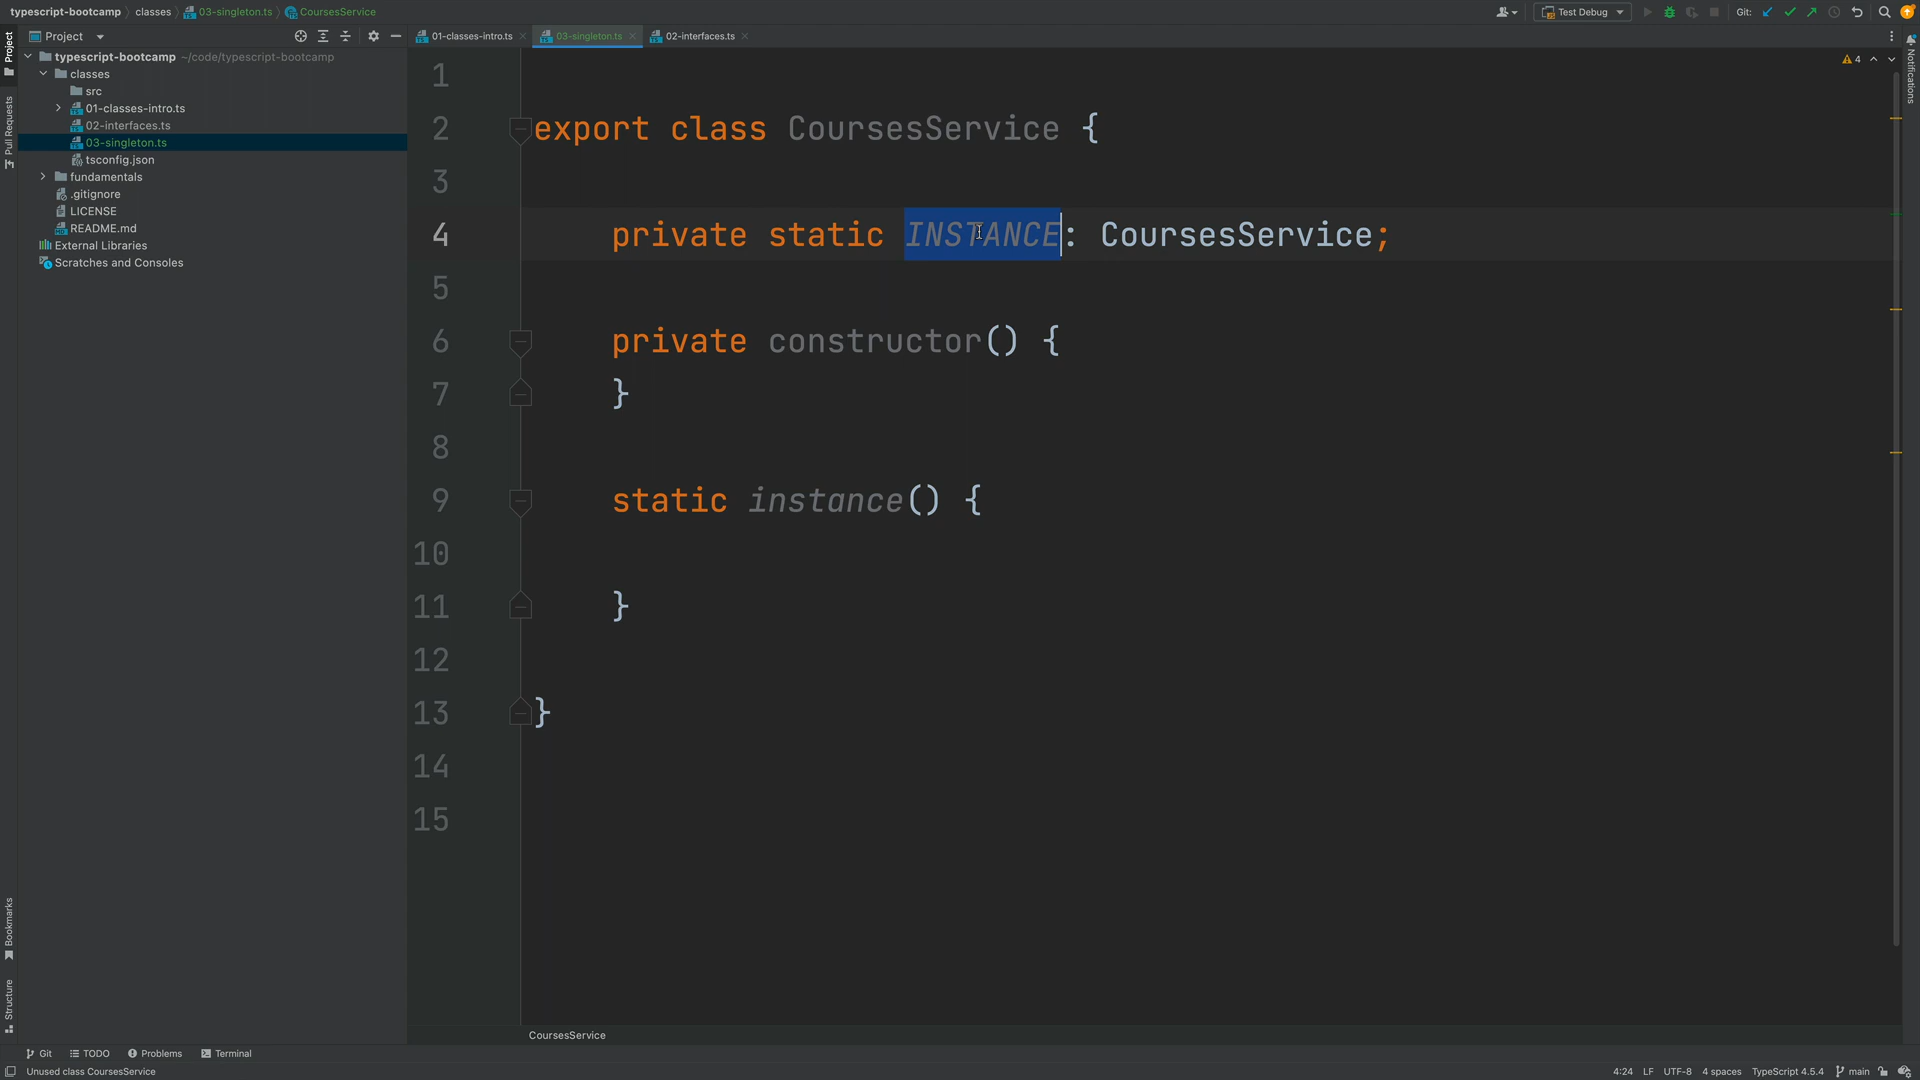 typescript-bootcamp classes 03-singleton.ts CoursesService
Test Debug
Git:
Project
01-classes-intro.ts
03-singleton.ts
02-interfaces.ts
4
typescript-bootcamp ~/code/typescript-bootcamp
classes
src
01-classes-intro.ts
02-interfaces.ts
03-singleton.ts
tsconfig.json
fundamentals
.gitignore
LICENSE
README.md
External Libraries
Scratches and Consoles
Project
Pull Requests
Bookmarks
Structure
Notifications
1
2 export class CoursesService {
3
4 private static INSTANCE: CoursesService;
5
6 private constructor() {
7 }
8
9 static instance() {
10
11 }
12
13 }
14
15
CoursesService
Git TODO Problems Terminal
Unused class CoursesService
4:24 LF UTF-8 4 spaces TypeScript 4.5.4 main